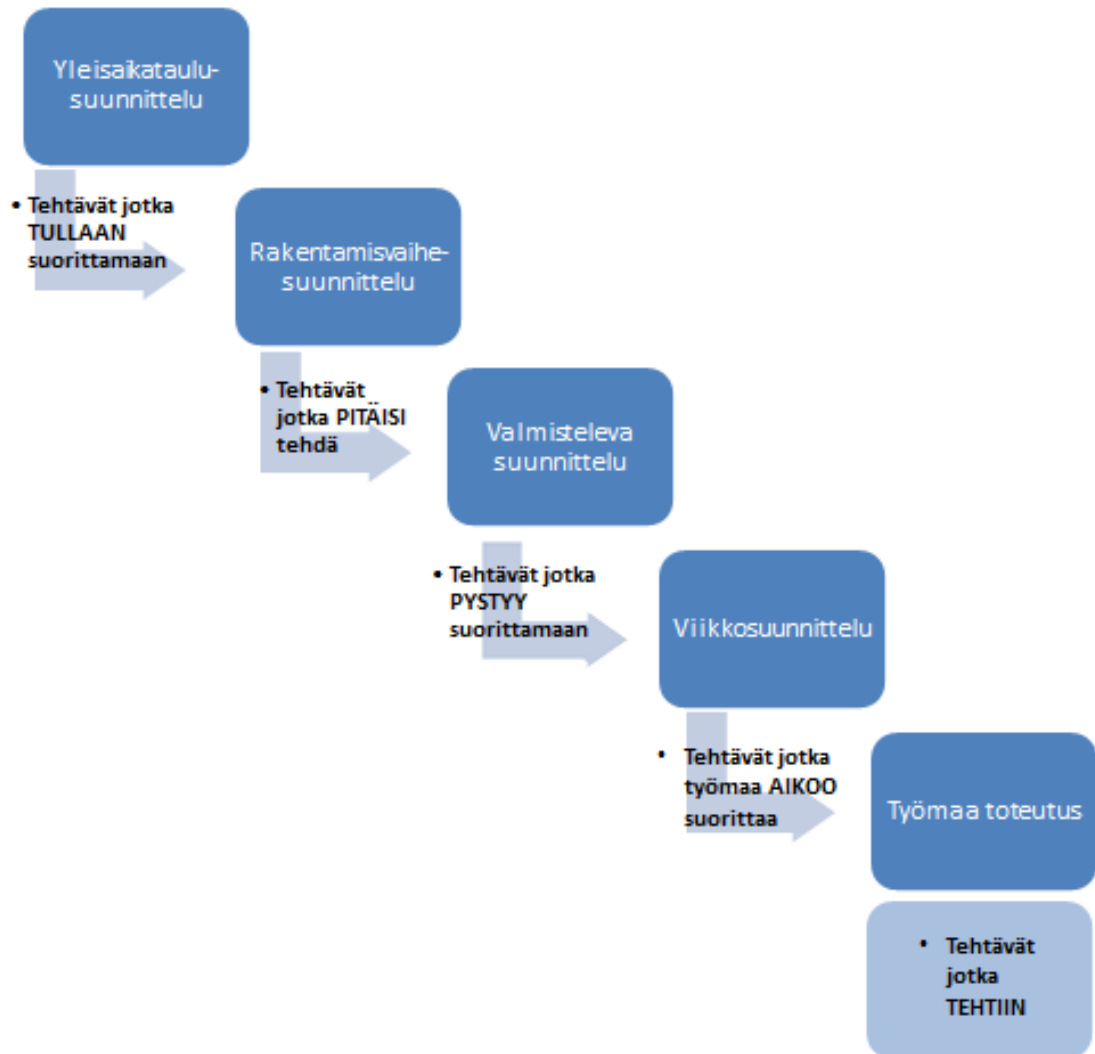 Yleisaikataulu-
suunnittelu
• Tehtävät jotka
TULLAAN
suorittamaan
Rakentamisvaihe-
suunnittelu
• Tehtävät
jotka PITÄISI
tehdä
Valmisteleva
suunnittelu
• Tehtävät jotka
PYSTYY
suorittamaan
Viikkosuunnittelu
• Tehtävät jotka
työmaa AIKOO
suorittaa
Työmaa toteutus
• Tehtävät
jotka
TEHTIIN